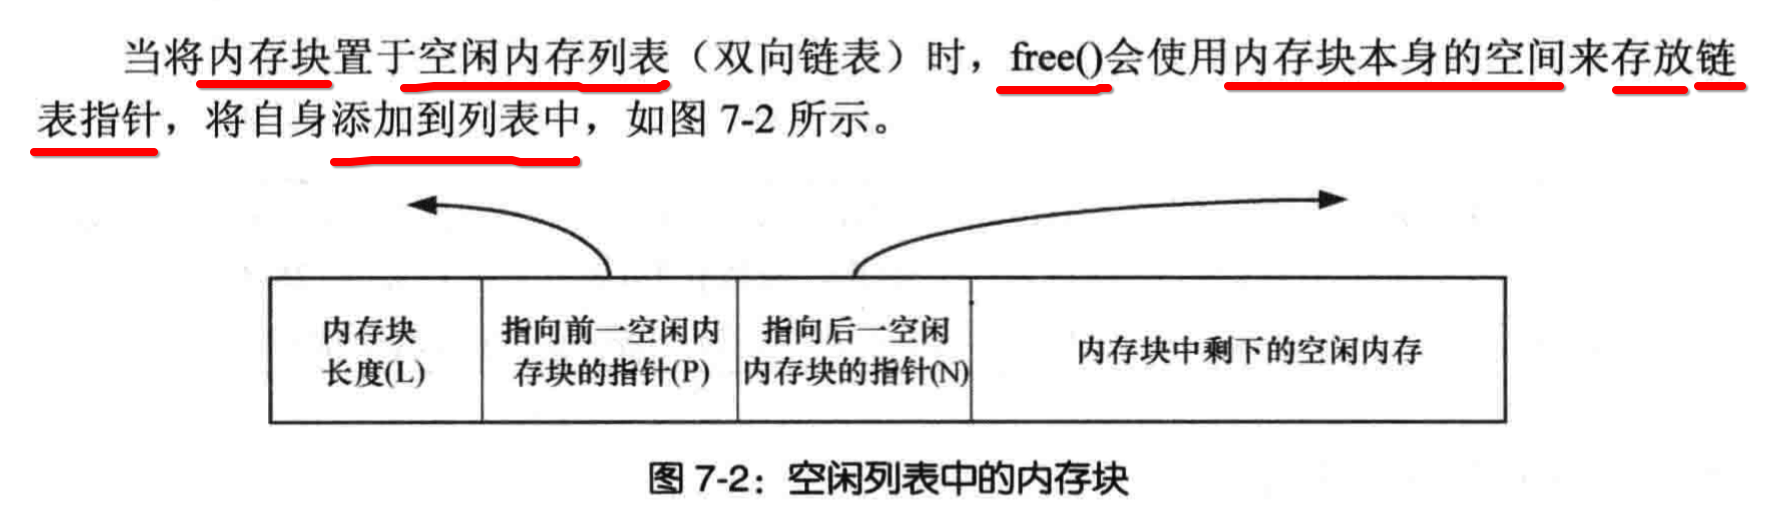 当将内存块置于空闲内存列表（双向链表）时，free()会使用内存块本身的空间来存放链
表指针，将自身添加到列表中，如图 7-2 所示。
内存块
长度(L)
指向前一空闲内
存块的指针(P)
指向后一空闲
内存块的指针(N)
内存块中剩下的空闲内存
图 7-2：空闲列表中的内存块